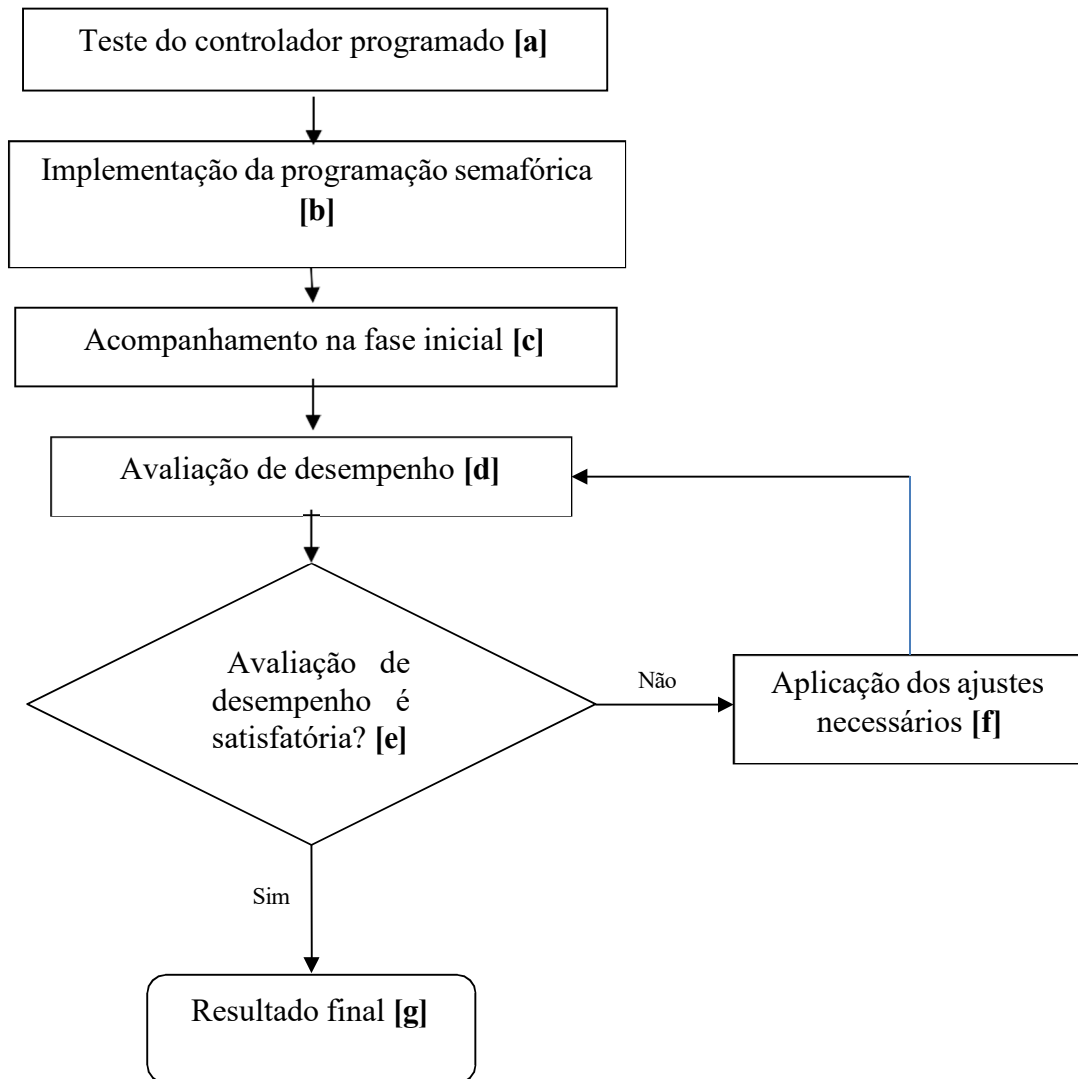 Teste do controlador programado [a]
Implementação da programação semafórica
[b]
Acompanhamento na fase inicial [c]
Avaliação de desempenho [d]
Avaliação de
desempenho é
satisfatória? [e]
Não
Aplicação dos ajustes
necessários [f]
Sim
Resultado final [g]